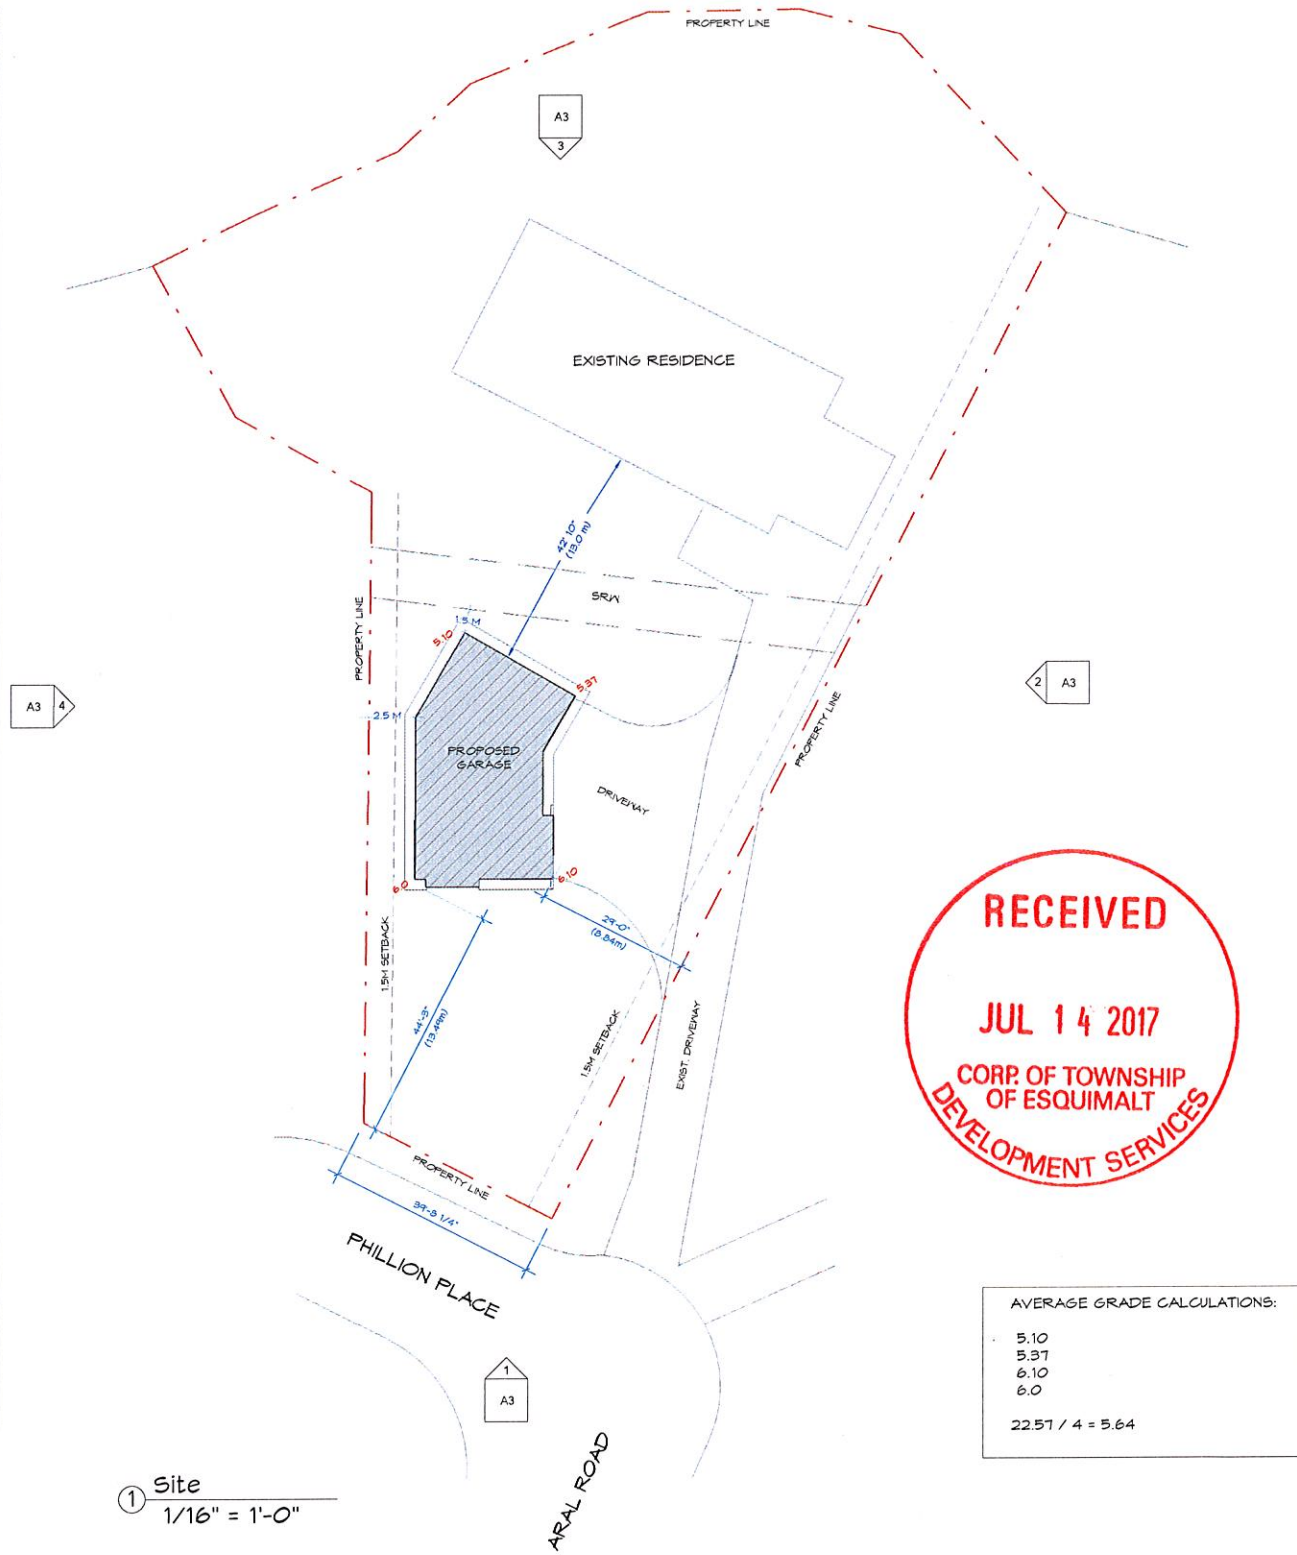 PROPERTY LINE
A3
3
EXISTING RESIDENCE
42' 10"
(13.0 m)
SRW
PROPERTY LINE
1.5 M
5.10
5.37
2 A3
A3 4
2.5 M
PROPERTY LINE
PROPOSED
GARAGE
DRIVEWAY
6.0
6.10
29'-0"
(8.84m)
1.5M SETBACK
44'-3"
(13.49m)
1.5M SETBACK
EXIST. DRIVEWAY
RECEIVED
JUL 14 2017
CORP. OF TOWNSHIP
OF ESQUIMALT
DEVELOPMENT SERVICES
PROPERTY LINE
39'-8 1/4"
PHILLION PLACE
AVERAGE GRADE CALCULATIONS:
5.10
5.37
6.10
6.0
22.57 / 4 = 5.64
1
A3
ARAL ROAD
1 Site
1/16" = 1'-0"